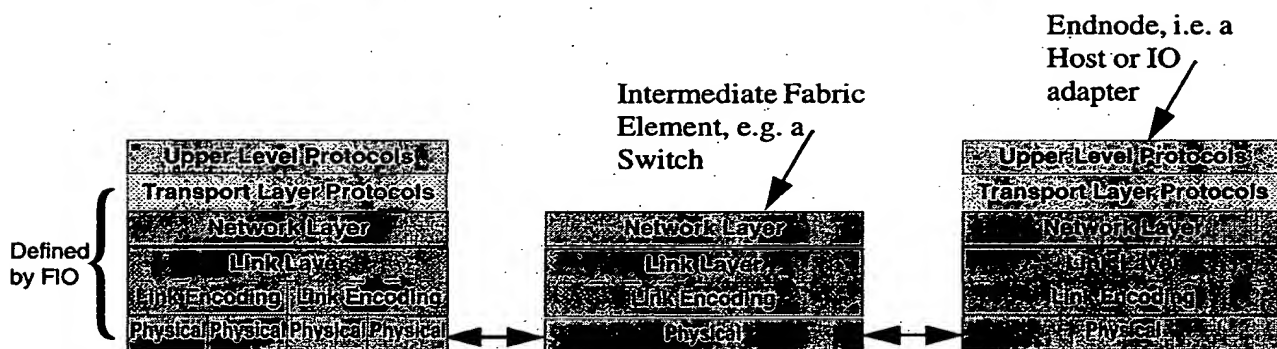 Endnode, i.e. a
Host or IO
adapter
Intermediate Fabric
Element, e.g. a
Switch
Defined
by FIO
Upper Level Protocols
Transport Layer Protocols
Network Layer
Link Layer
Link Encoding Link Encoding
Physical Physical Physical Physical
Network Layer
Link Layer
Link Encoding
Physical
Upper Level Protocols
Transport Layer Protocols
Network Layer
Link Layer
Link Encoding
Physical